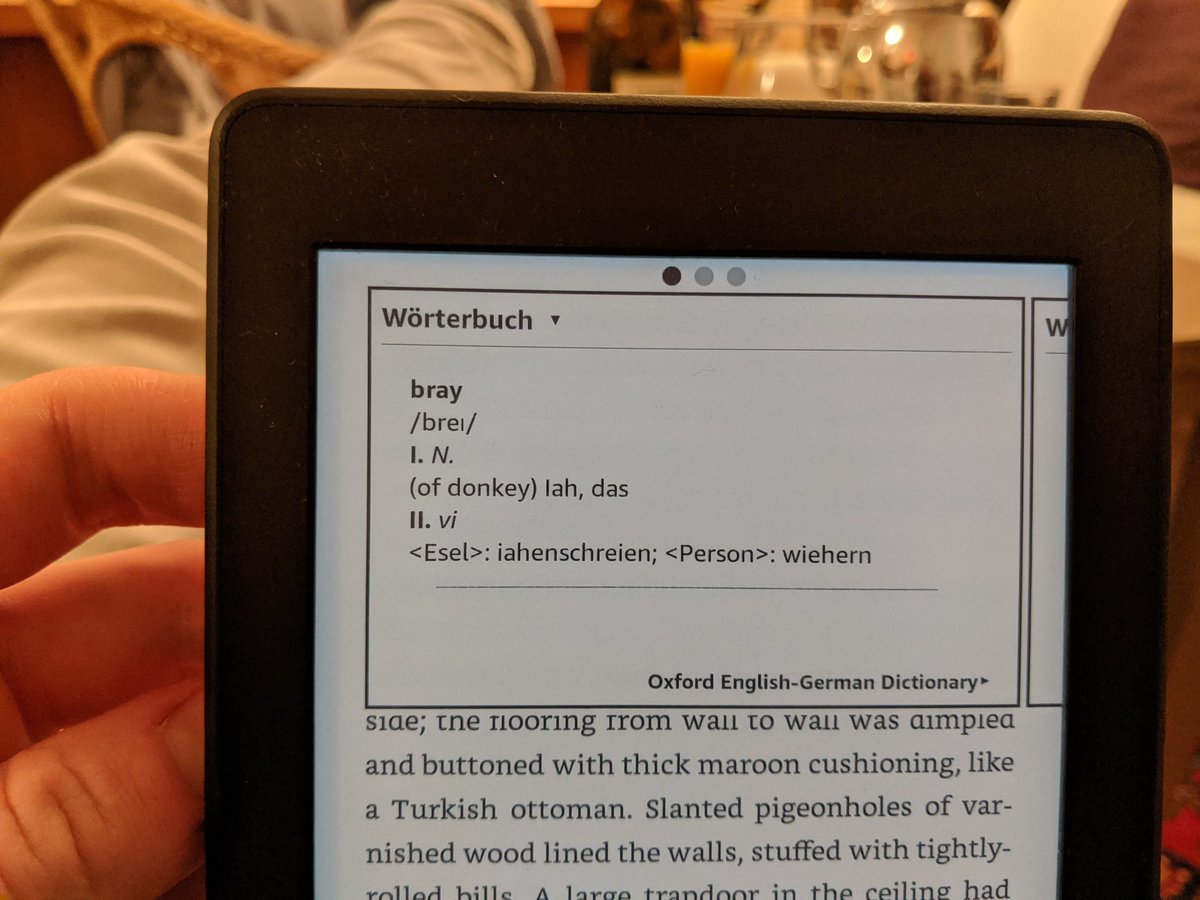 Wörterbuch ▼
W
bray
/breɪ/
I. N.
(of donkey) Iah, das
II. vi
<Esel>: iahenschreien; <Person>: wiehern
Oxford English-German Dictionary▸
side; the flooring from wall to wall was dimpled
and buttoned with thick maroon cushioning, like
a Turkish ottoman. Slanted pigeonholes of var-
nished wood lined the walls, stuffed with tightly-
rolled bills. A large trapdoor in the ceiling had